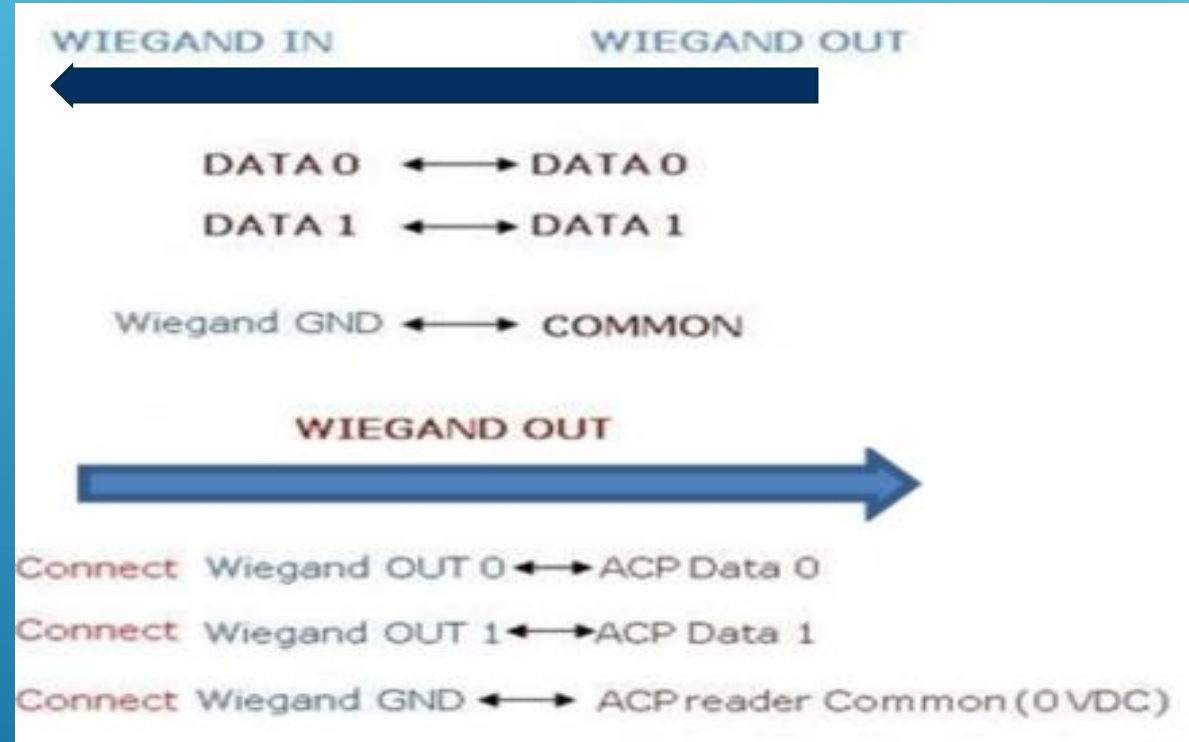 WIEGAND IN WIEGAND OUT
DATA 0 DATA 0
DATA 1 DATA 1
Wiegand GND COMMON
WIEGAND OUT
Connect Wiegand OUT 0 ACP Data 0
Connect Wiegand OUT 1 ACP Data 1
Connect Wiegand GND ACP reader Common (0 VDC)